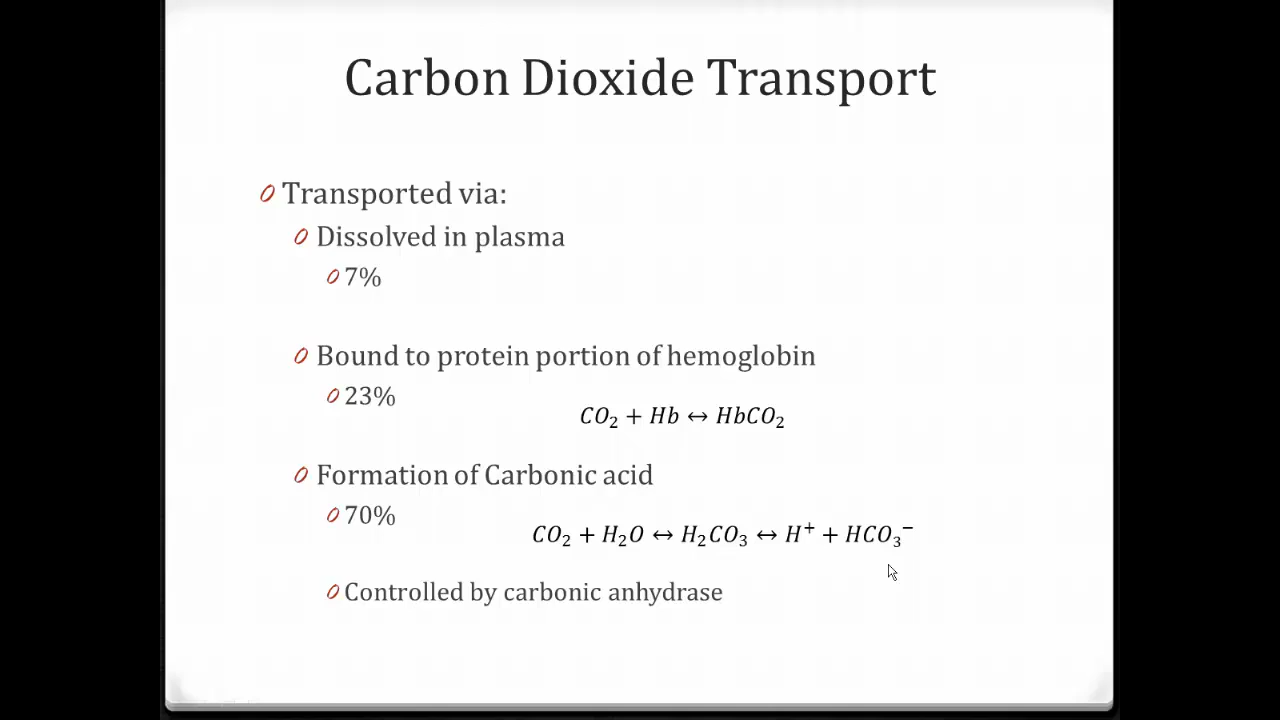 Carbon Dioxide Transport
Transported via:
Dissolved in plasma
7%
Bound to protein portion of hemoglobin
23%
CO₂ + Hb ↔ HbCO₂
Formation of Carbonic acid
70%
CO₂ + H₂O ↔ H₂CO₃ ↔ H⁺ + HCO₃⁻
Controlled by carbonic anhydrase